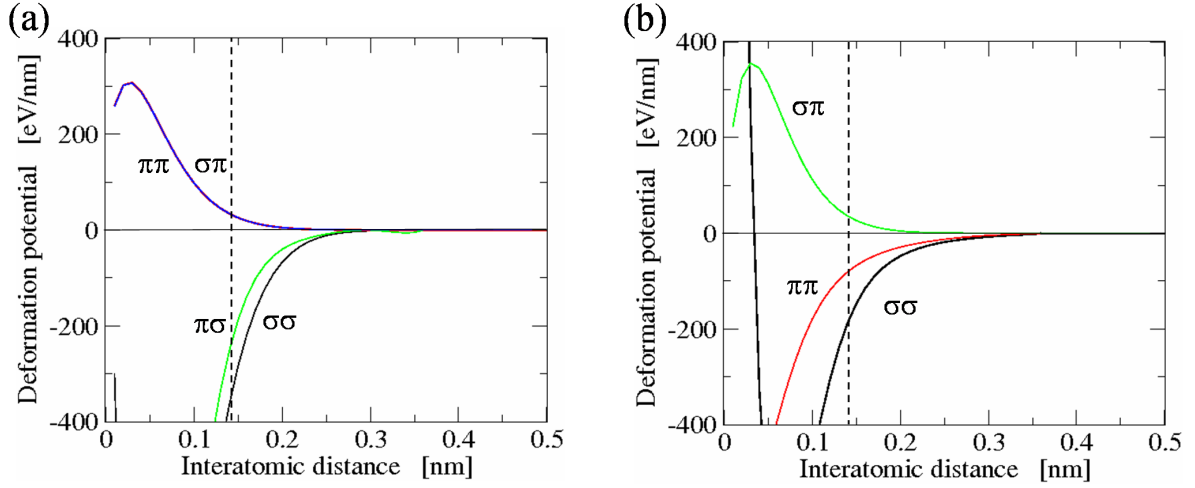 (a)
Deformation potential [eV/nm]
400
200
0
-200
-400
ππ σπ
πσ σσ
0 0.1 0.2 0.3 0.4 0.5
Interatomic distance [nm]
(b)
Deformation potential [eV/nm]
400
200
0
-200
-400
σπ
ππ
σσ
0 0.1 0.2 0.3 0.4 0.5
Interatomic distance [nm]